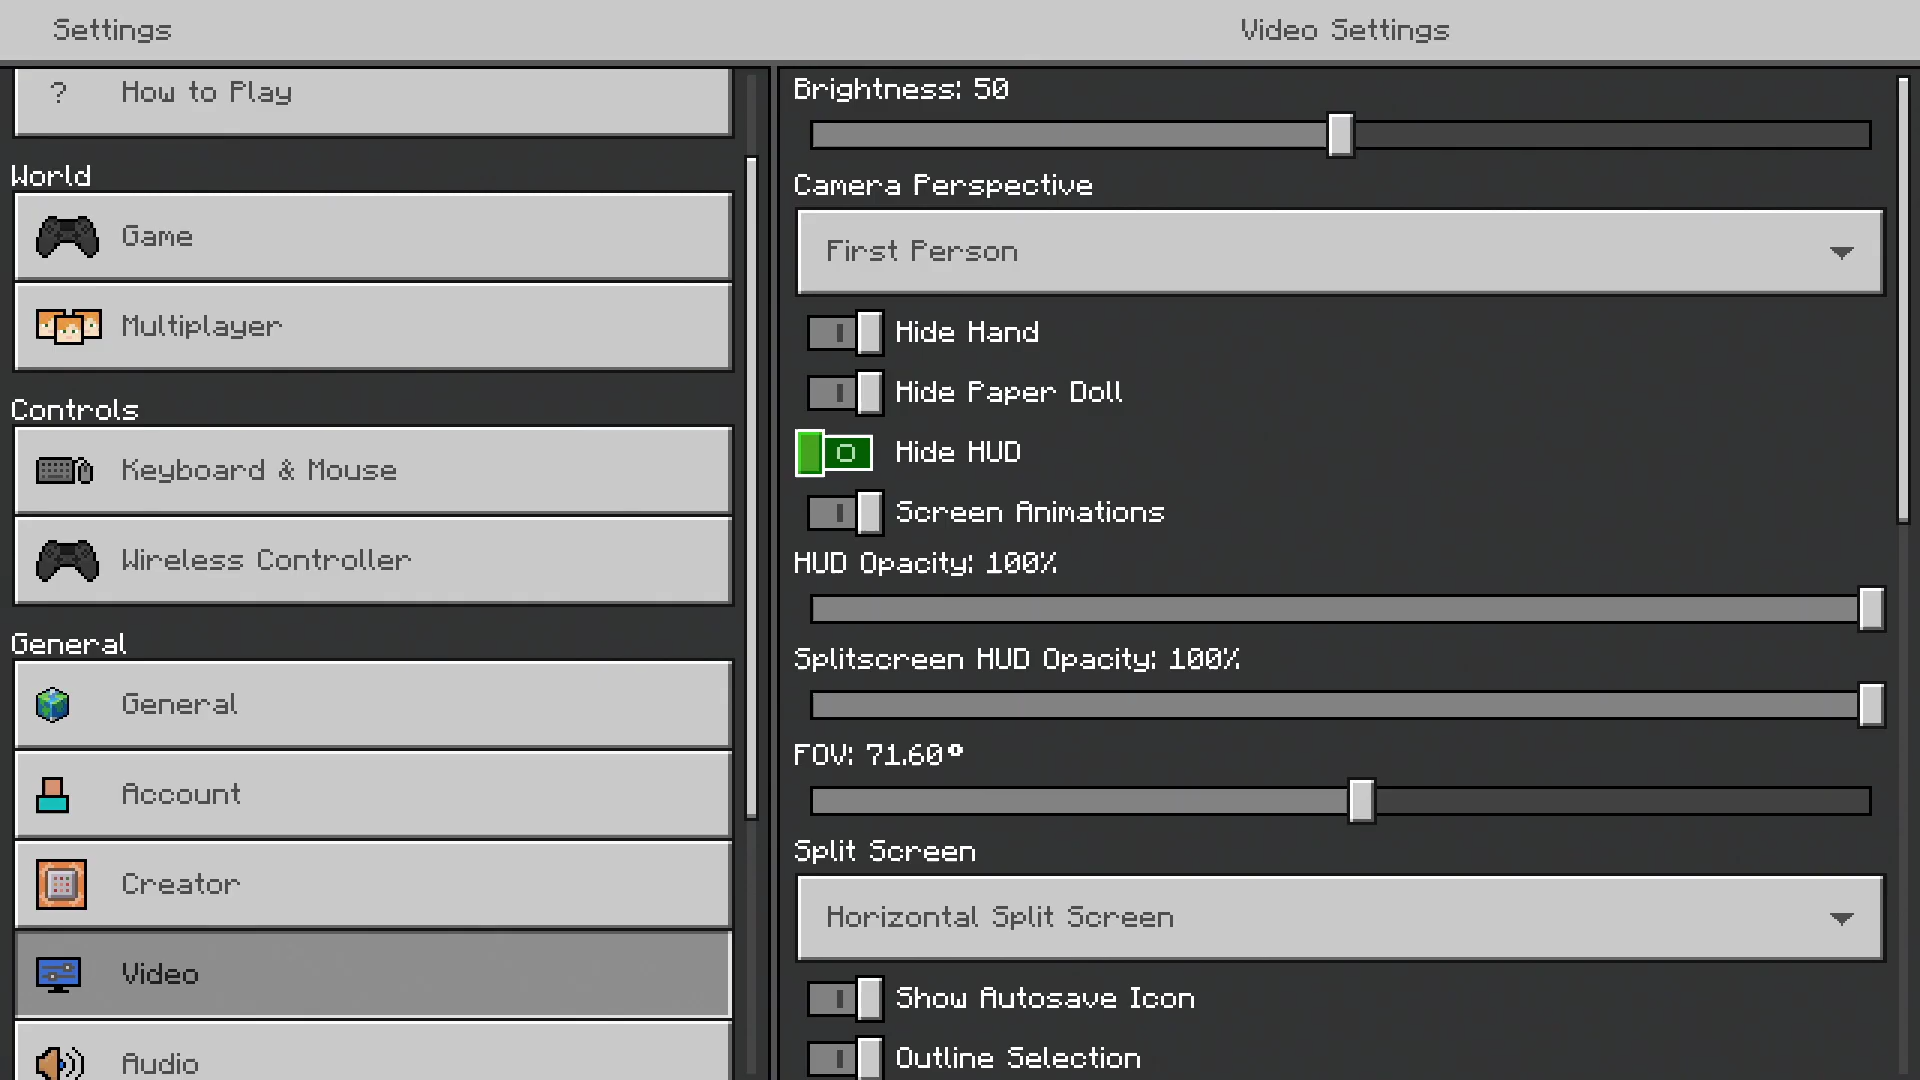 Settings
Video Settings
? How to Play
World
Game
Multiplayer
Controls
Keyboard & Mouse
Wireless Controller
General
General
Account
Creator
Video
Audio
Brightness: 50
Camera Perspective
First Person
Hide Hand
Hide Paper Doll
Hide HUD
Screen Animations
HUD Opacity: 100%
Splitscreen HUD Opacity: 100%
FOV: 71.60°
Split Screen
Horizontal Split Screen
Show Autosave Icon
Outline Selection